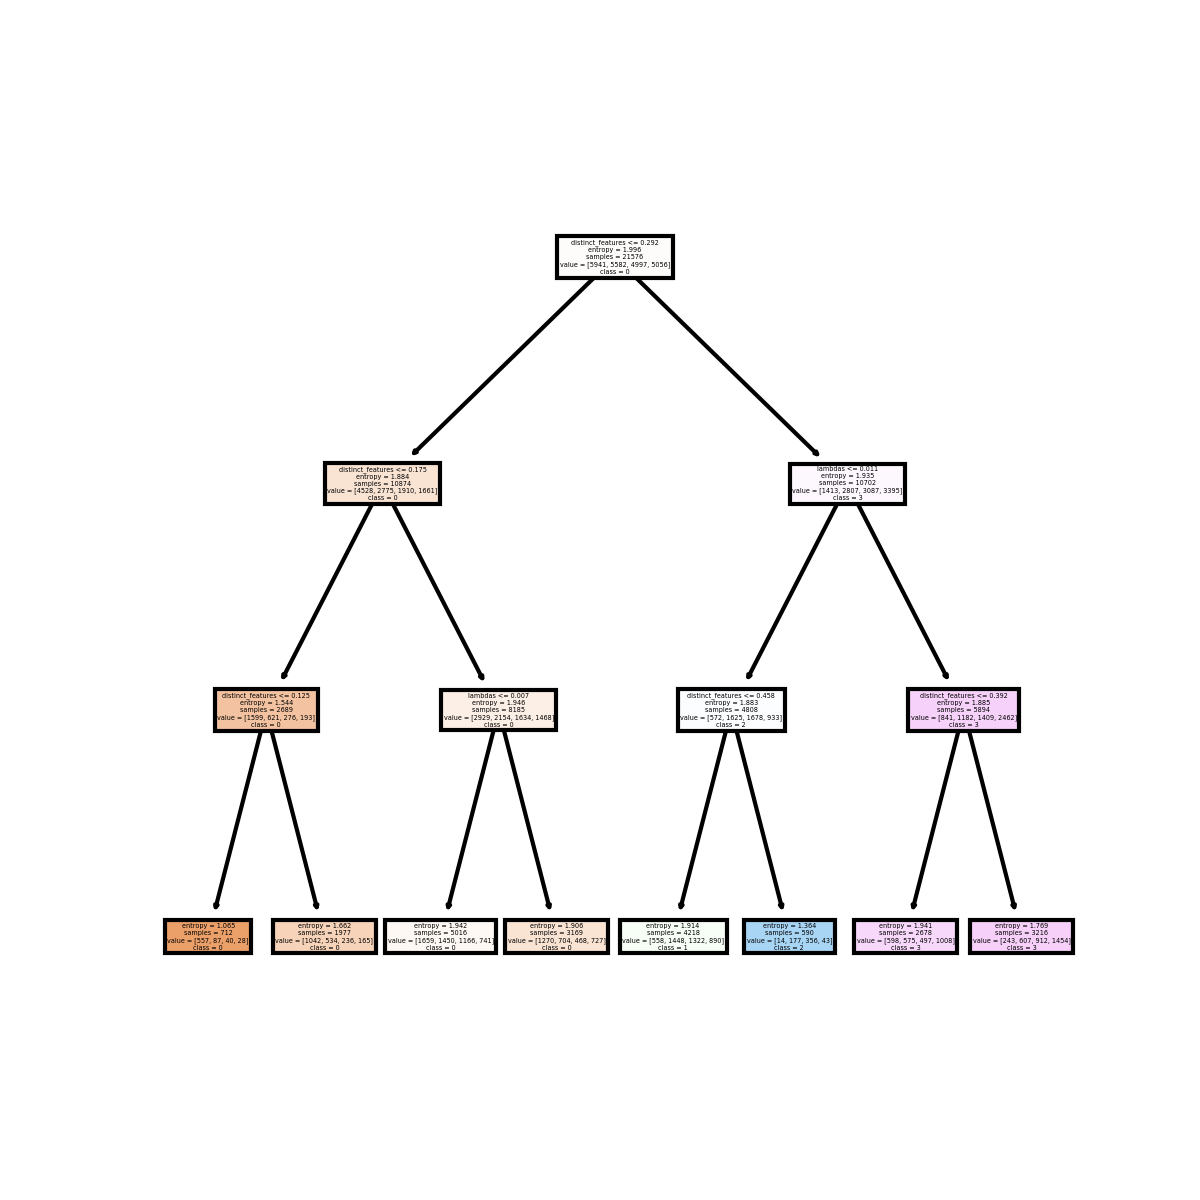 distinct_features <= 0.292
entropy = 1.996
samples = 21576
value = [5941, 5582, 4997, 5056]
class = 0
distinct_features <= 0.175
entropy = 1.884
samples = 10874
value = [4528, 2775, 1910, 1661]
class = 0
lambdas <= 0.011
entropy = 1.935
samples = 10702
value = [1413, 2807, 3087, 3395]
class = 3
distinct_features <= 0.125
entropy = 1.544
samples = 2689
value = [1599, 621, 276, 193]
class = 0
lambdas <= 0.007
entropy = 1.946
samples = 8185
value = [2929, 2154, 1634, 1468]
class = 0
distinct_features <= 0.458
entropy = 1.883
samples = 4808
value = [572, 1625, 1678, 933]
class = 2
distinct_features <= 0.392
entropy = 1.885
samples = 5894
value = [841, 1182, 1409, 2462]
class = 3
entropy = 1.065
samples = 712
value = [557, 87, 40, 28]
class = 0
entropy = 1.662
samples = 1977
value = [1042, 534, 236, 165]
class = 0
entropy = 1.942
samples = 5016
value = [1659, 1450, 1166, 741]
class = 0
entropy = 1.906
samples = 3169
value = [1270, 704, 468, 727]
class = 0
entropy = 1.914
samples = 4218
value = [558, 1448, 1322, 890]
class = 1
entropy = 1.364
samples = 590
value = [14, 177, 356, 43]
class = 2
entropy = 1.941
samples = 2678
value = [598, 575, 497, 1008]
class = 3
entropy = 1.769
samples = 3216
value = [243, 607, 912, 1454]
class = 3